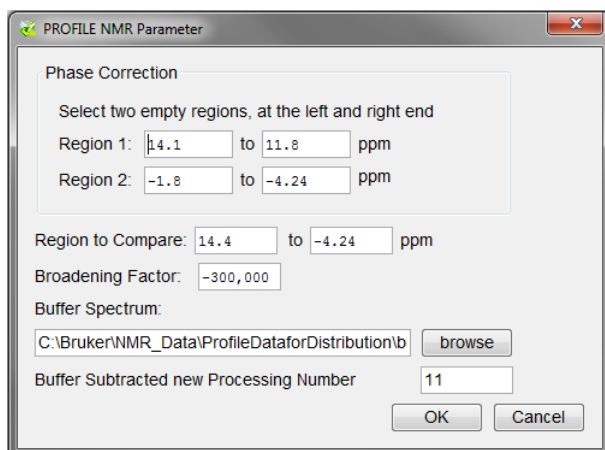 PROFILE NMR Parameter
Phase Correction
Select two empty regions, at the left and right end
Region 1: 14.1 to 11.8 ppm
Region 2: -1.8 to -4.24 ppm
Region to Compare: 14.4 to -4.24 ppm
Broadening Factor: -300,000
Buffer Spectrum:
C:\Bruker\NMR_Data\ProfileDataforDistribution\b browse
Buffer Subtracted new Processing Number 11
OK Cancel